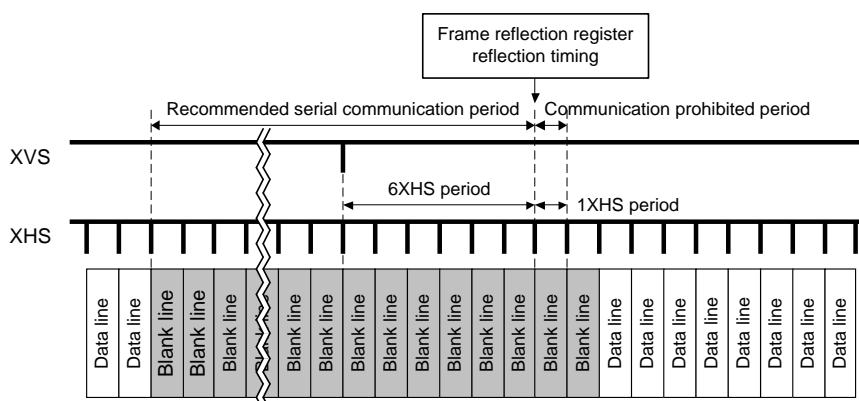 Frame reflection register
reflection timing
Recommended serial communication period
Communication prohibited period
XVS
6XHS period
1XHS period
XHS
Data line
Data line
Blank line
Blank line
Blank line
Blank line
Blank line
Blank line
Blank line
Blank line
Blank line
Blank line
Blank line
Blank line
Blank line
Data line
Data line
Data line
Data line
Data line
Data line
Data line
Data line